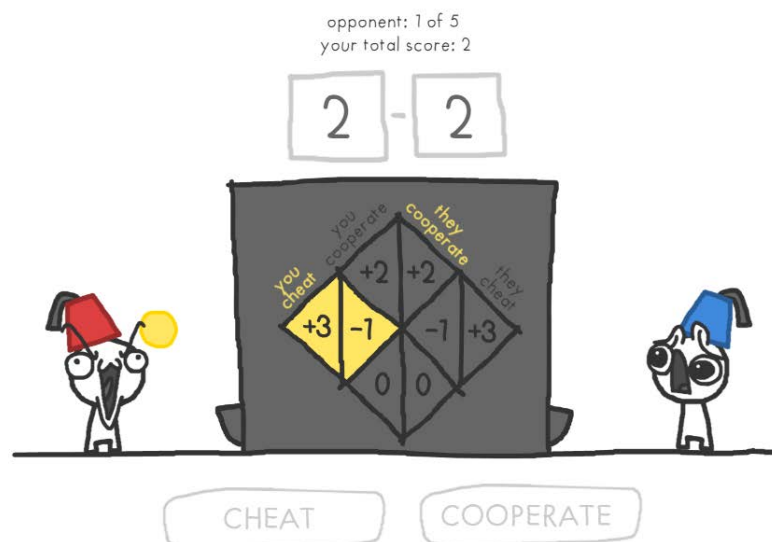 opponent: 1 of 5
your total score: 2
2 - 2
you cooperate
they cooperate
you cheat
they cheat
+2 +2
+3 -1 -1 +3
0 0
CHEAT COOPERATE